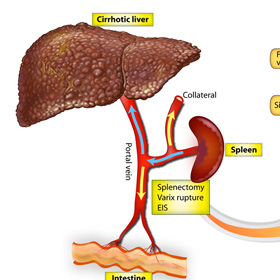 Cirrhotic liver
Collateral
Portal vein
Spleen
Splenectomy
Varix rupture
EIS
Intestine